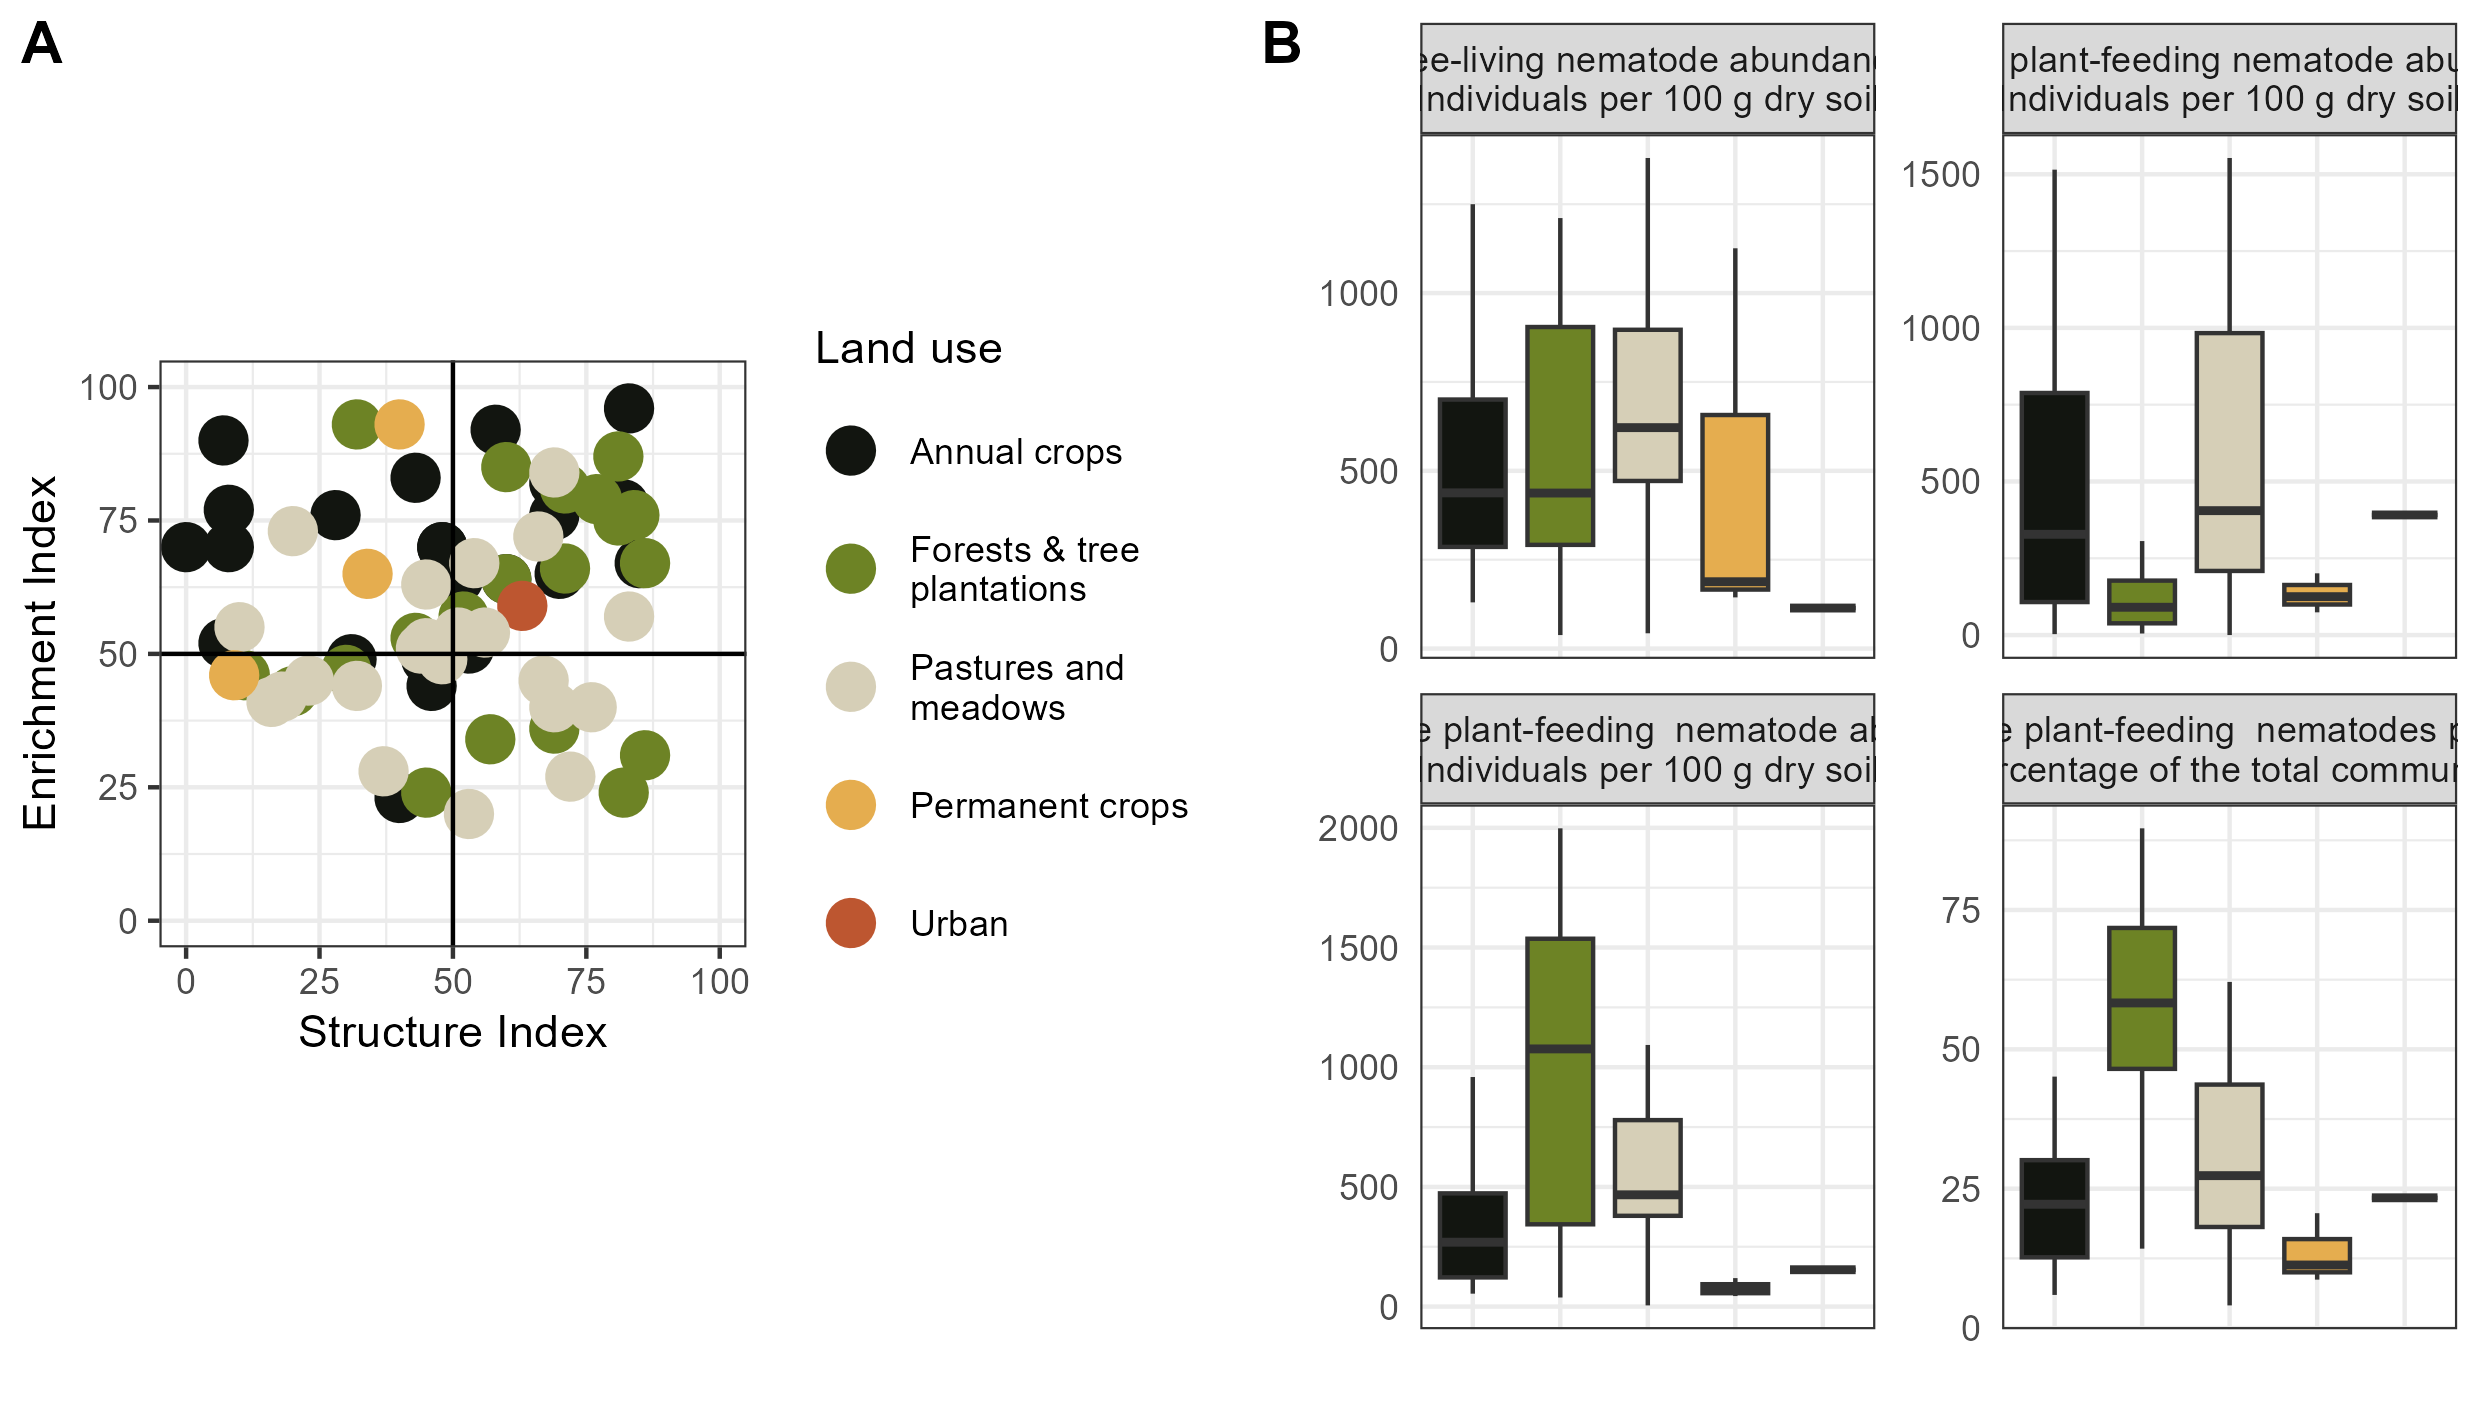 A
Enrichment Index
100
75
50
25
0
0 25 50 75 100
Structure Index
Land use
Annual crops
Forests & tree
plantations
Pastures and
meadows
Permanent crops
Urban
B
ee-living nematode abundan
ndividuals per 100 g dry soil
1000
500
0
plant-feeding nematode abu
ndividuals per 100 g dry soil
1500
1000
500
0
e plant-feeding nematode ab
ndividuals per 100 g dry soil
2000
1500
1000
500
0
e plant-feeding nematodes p
rcentage of the total commun
75
50
25
0